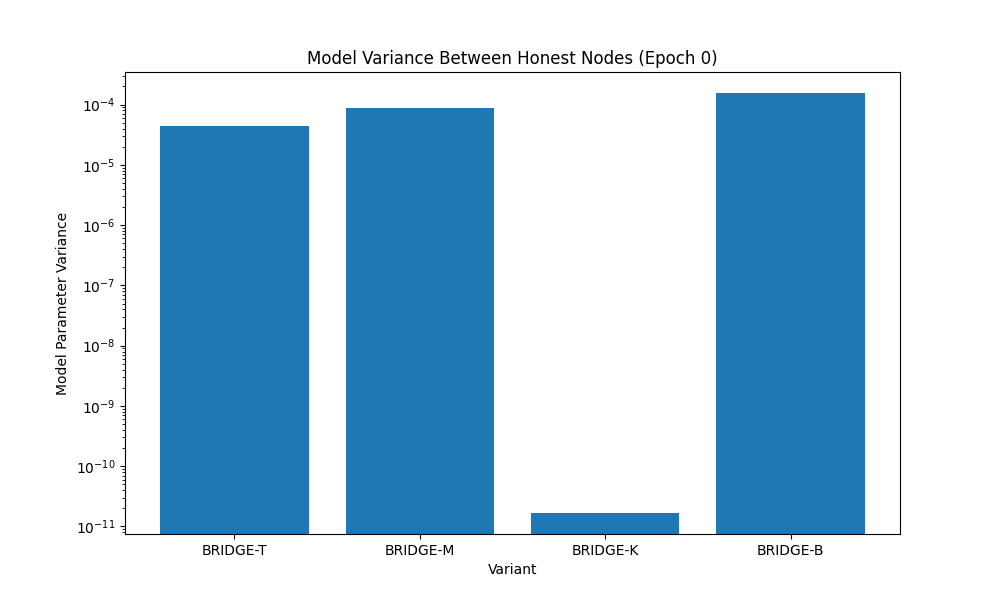 Model Variance Between Honest Nodes (Epoch 0)
Model Parameter Variance
10⁻⁴
10⁻⁵
10⁻⁶
10⁻⁷
10⁻⁸
10⁻⁹
10⁻¹⁰
10⁻¹¹
BRIDGE-T BRIDGE-M BRIDGE-K BRIDGE-B
Variant